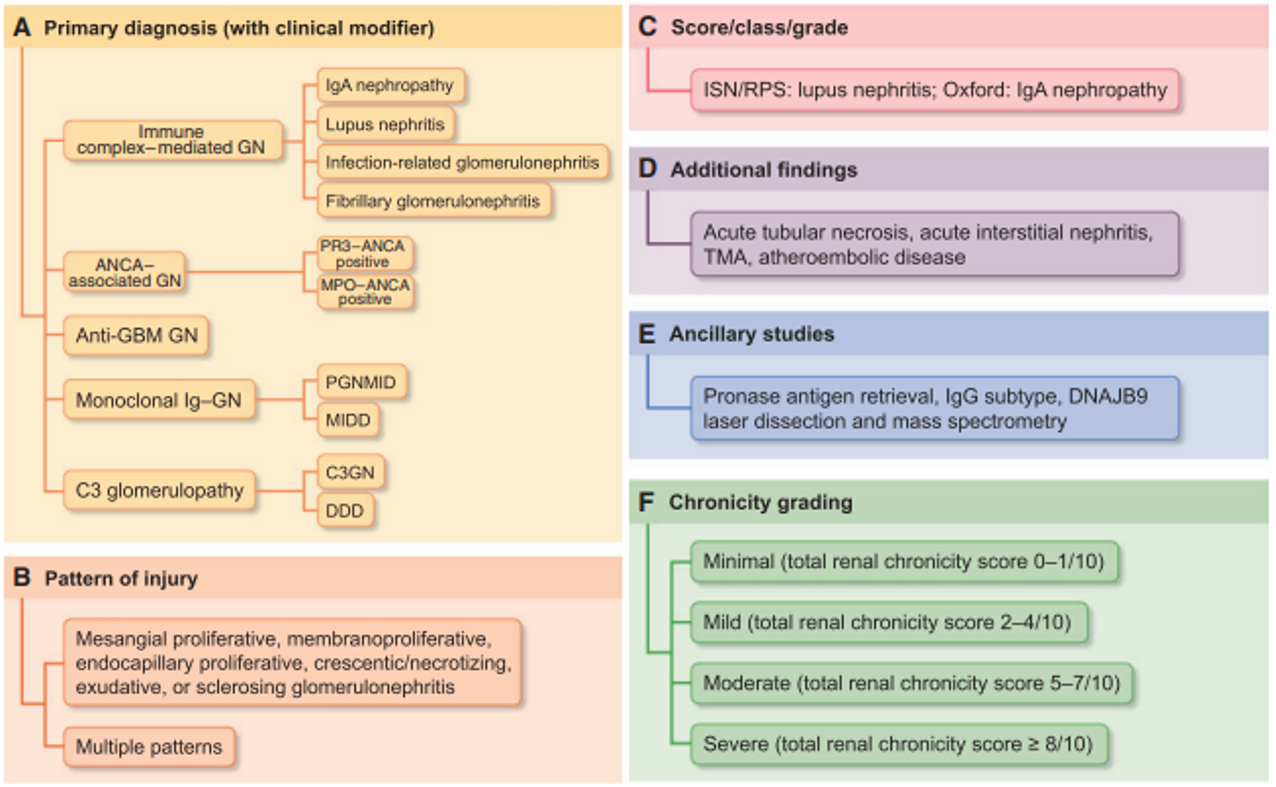 A Primary diagnosis (with clinical modifier)
Immune
complex–mediated GN
IgA nephropathy
Lupus nephritis
Infection-related glomerulonephritis
Fibrillary glomerulonephritis
ANCA–
associated GN
PR3–ANCA
positive
MPO–ANCA
positive
Anti-GBM GN
Monoclonal Ig–GN
PGNMID
MIDD
C3 glomerulopathy
C3GN
DDD
B Pattern of injury
Mesangial proliferative, membranoproliferative,
endocapillary proliferative, crescentic/necrotizing,
exudative, or sclerosing glomerulonephritis
Multiple patterns
C Score/class/grade
ISN/RPS: lupus nephritis; Oxford: IgA nephropathy
D Additional findings
Acute tubular necrosis, acute interstitial nephritis,
TMA, atheroembolic disease
E Ancillary studies
Pronase antigen retrieval, IgG subtype, DNAJB9
laser dissection and mass spectrometry
F Chronicity grading
Minimal (total renal chronicity score 0–1/10)
Mild (total renal chronicity score 2–4/10)
Moderate (total renal chronicity score 5–7/10)
Severe (total renal chronicity score ≥ 8/10)